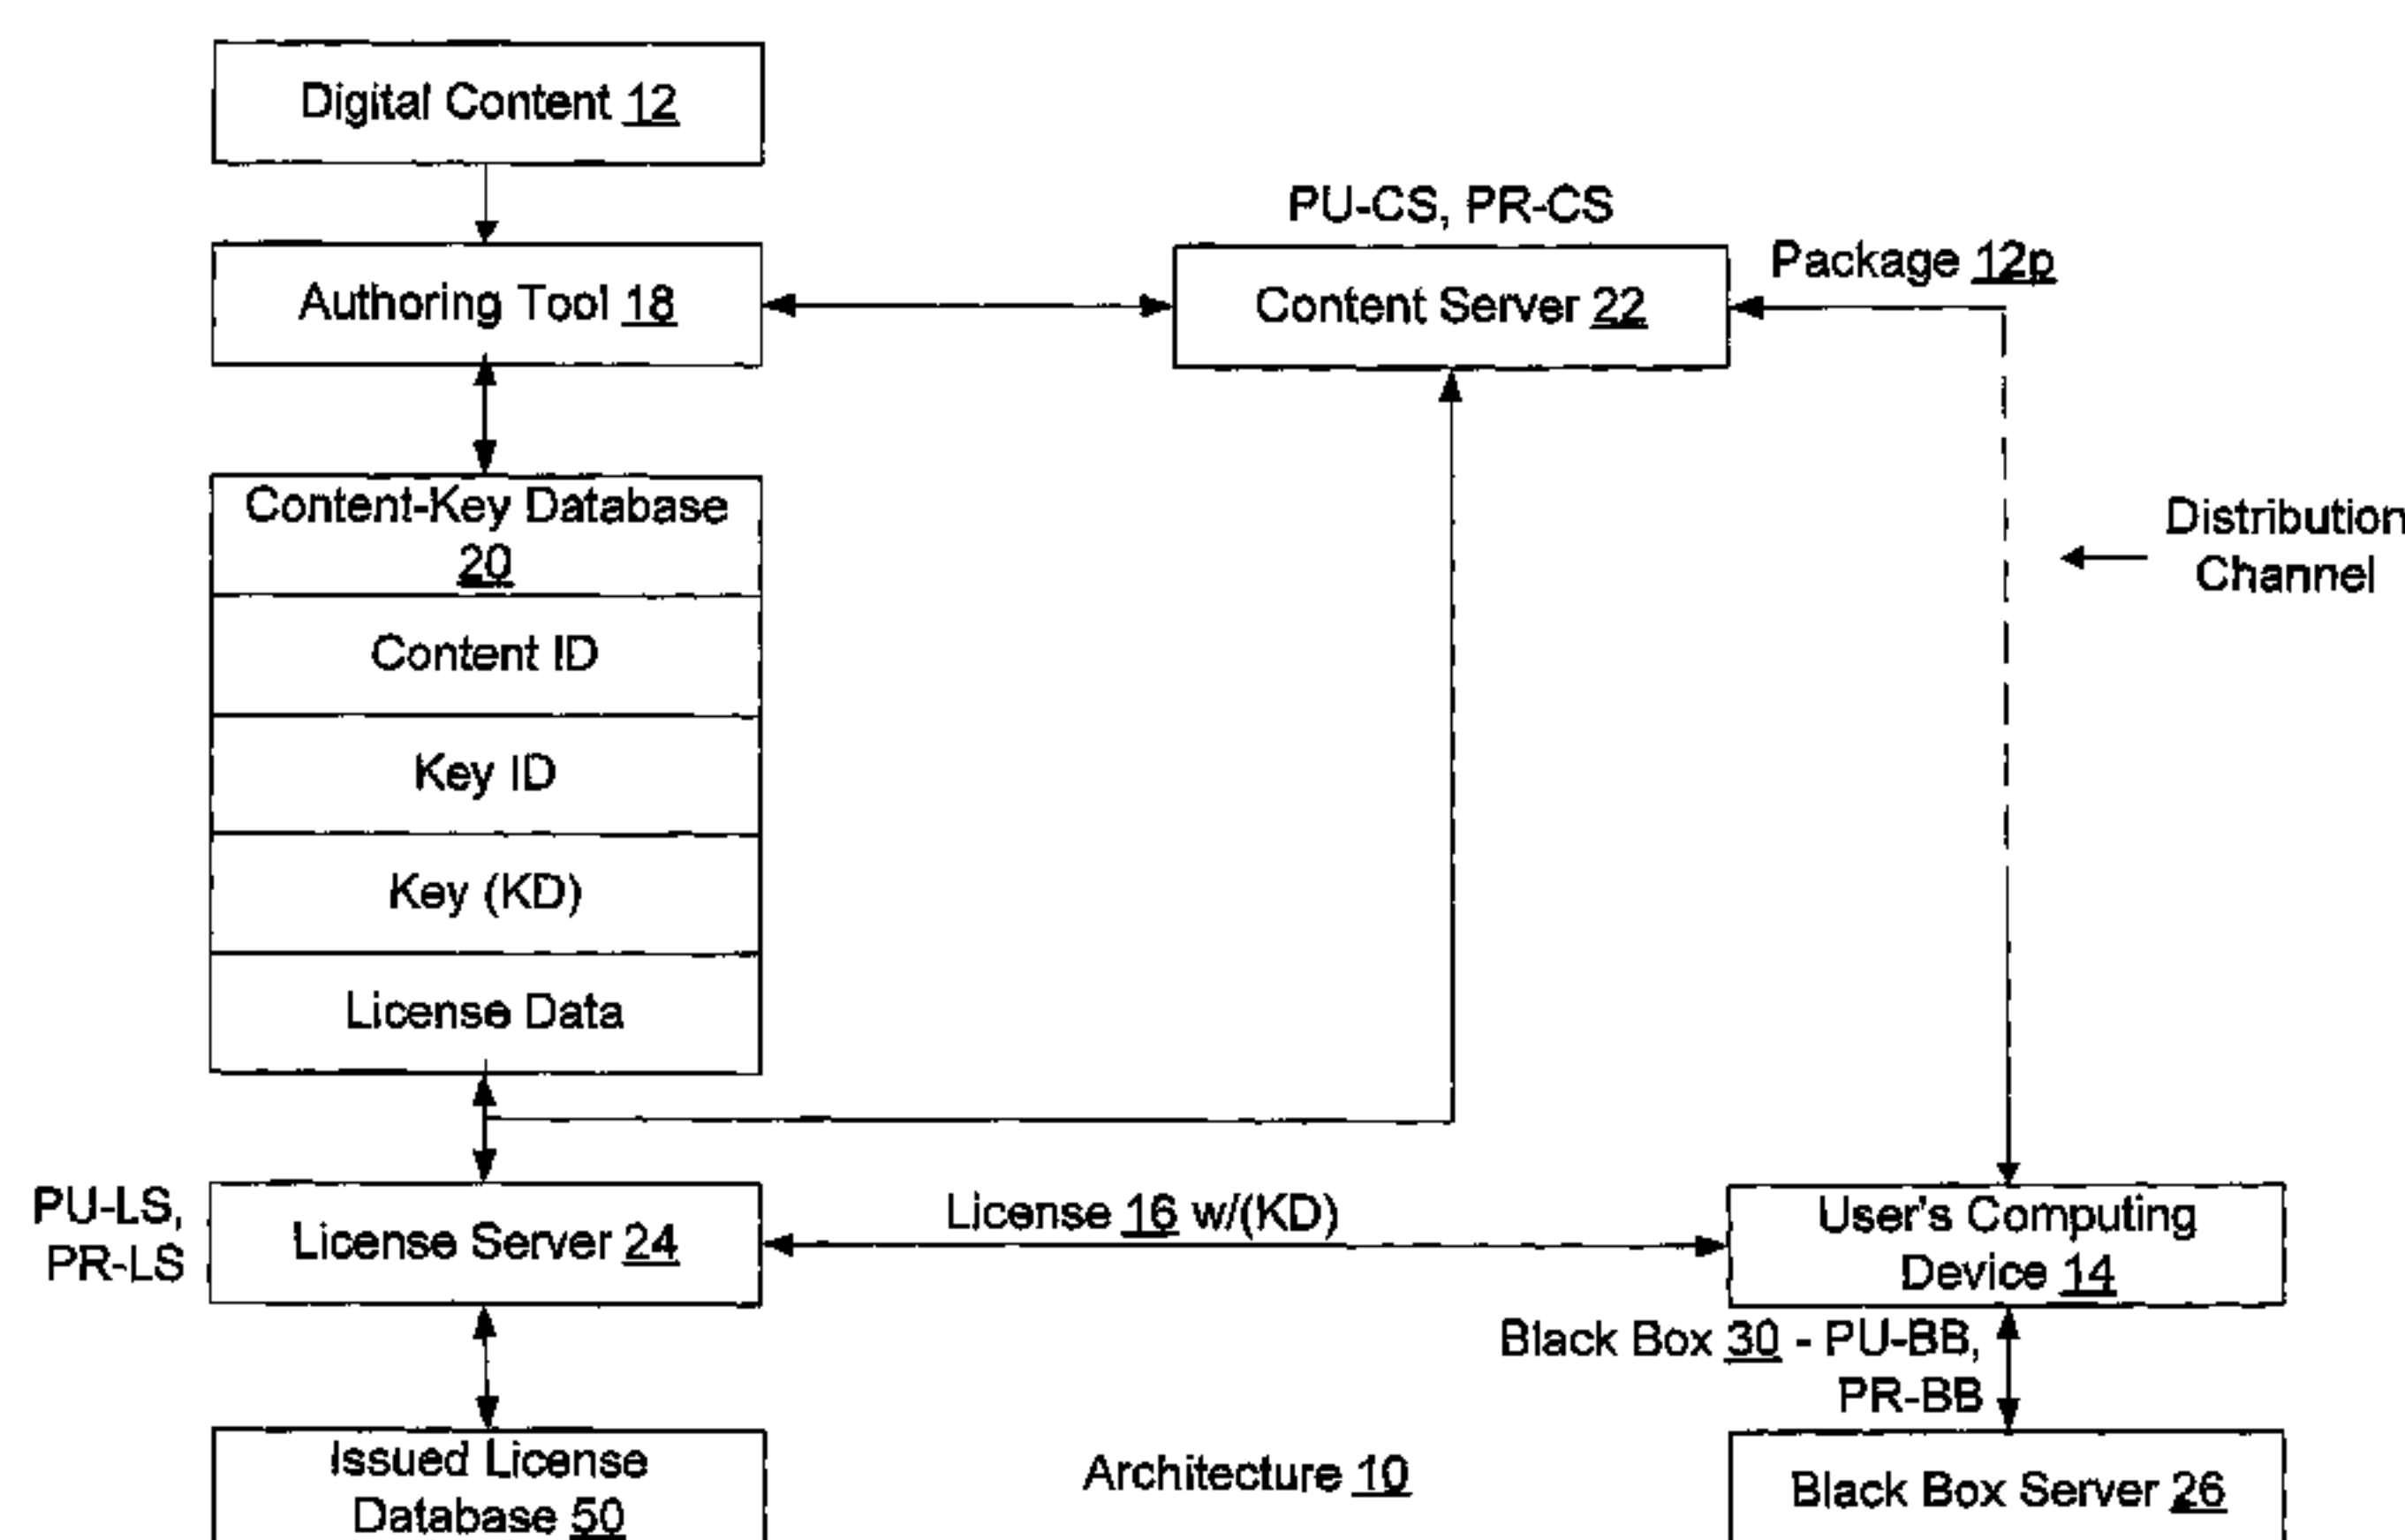 Digital Content 12
PU-CS, PR-CS
Authoring Tool 18
Content Server 22
Package 12p
Content-Key Database
20
Content ID
Key ID
Key (KD)
License Data
Distribution
Channel
PU-LS,
PR-LS
License Server 24
License 16 w/(KD)
User's Computing
Device 14
Black Box 30 - PU-BB,
PR-BB
Issued License
Database 50
Architecture 10
Black Box Server 26